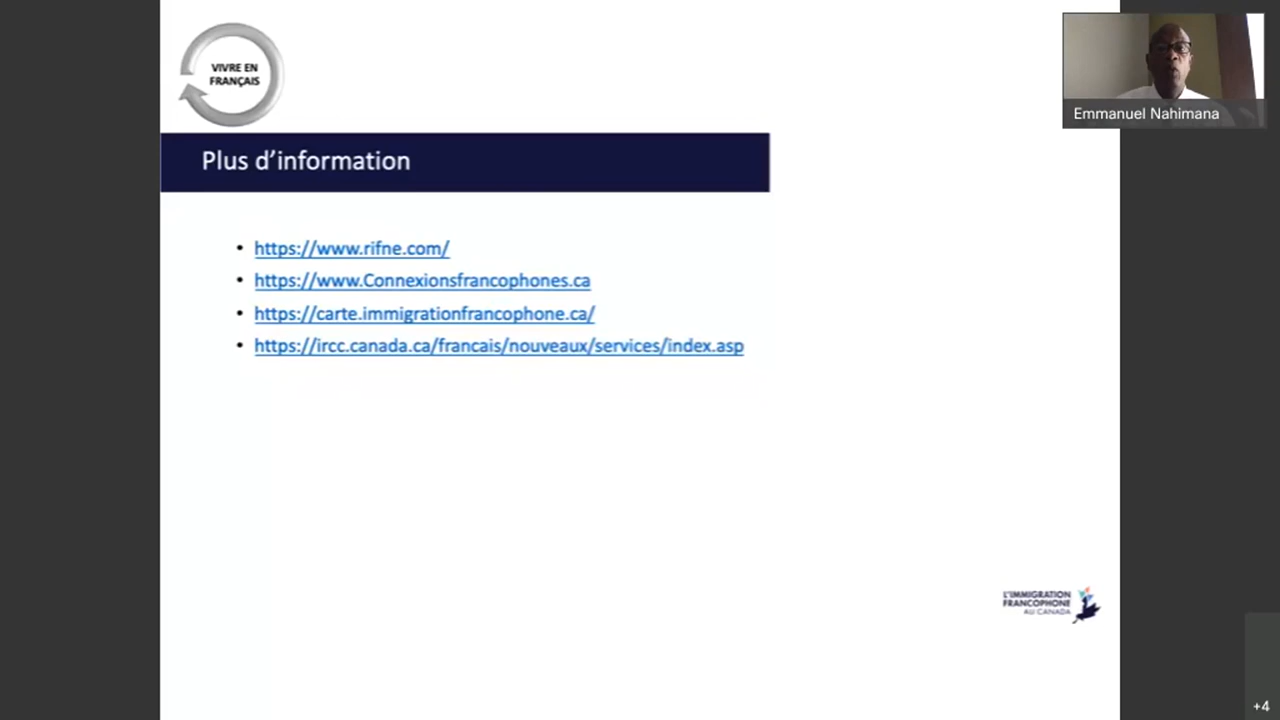 VIVRE EN
FRANÇAIS
Emmanuel Nahimana
Plus d’information
• https://www.rifne.com/
• https://www.Connexionsfrancophones.ca
• https://carte.immigrationfrancophone.ca/
• https://ircc.canada.ca/francais/nouveaux/services/index.asp
L'IMMIGRATION
FRANCOPHONE
AU CANADA
+4